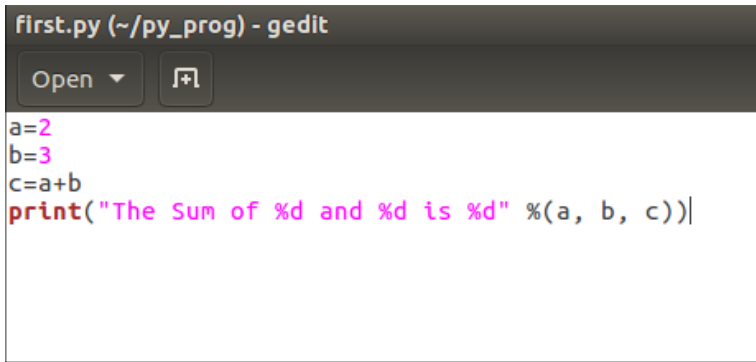 first.py (~/py_prog) - gedit
Open
a=2
b=3
c=a+b
print("The Sum of %d and %d is %d" %(a, b, c))